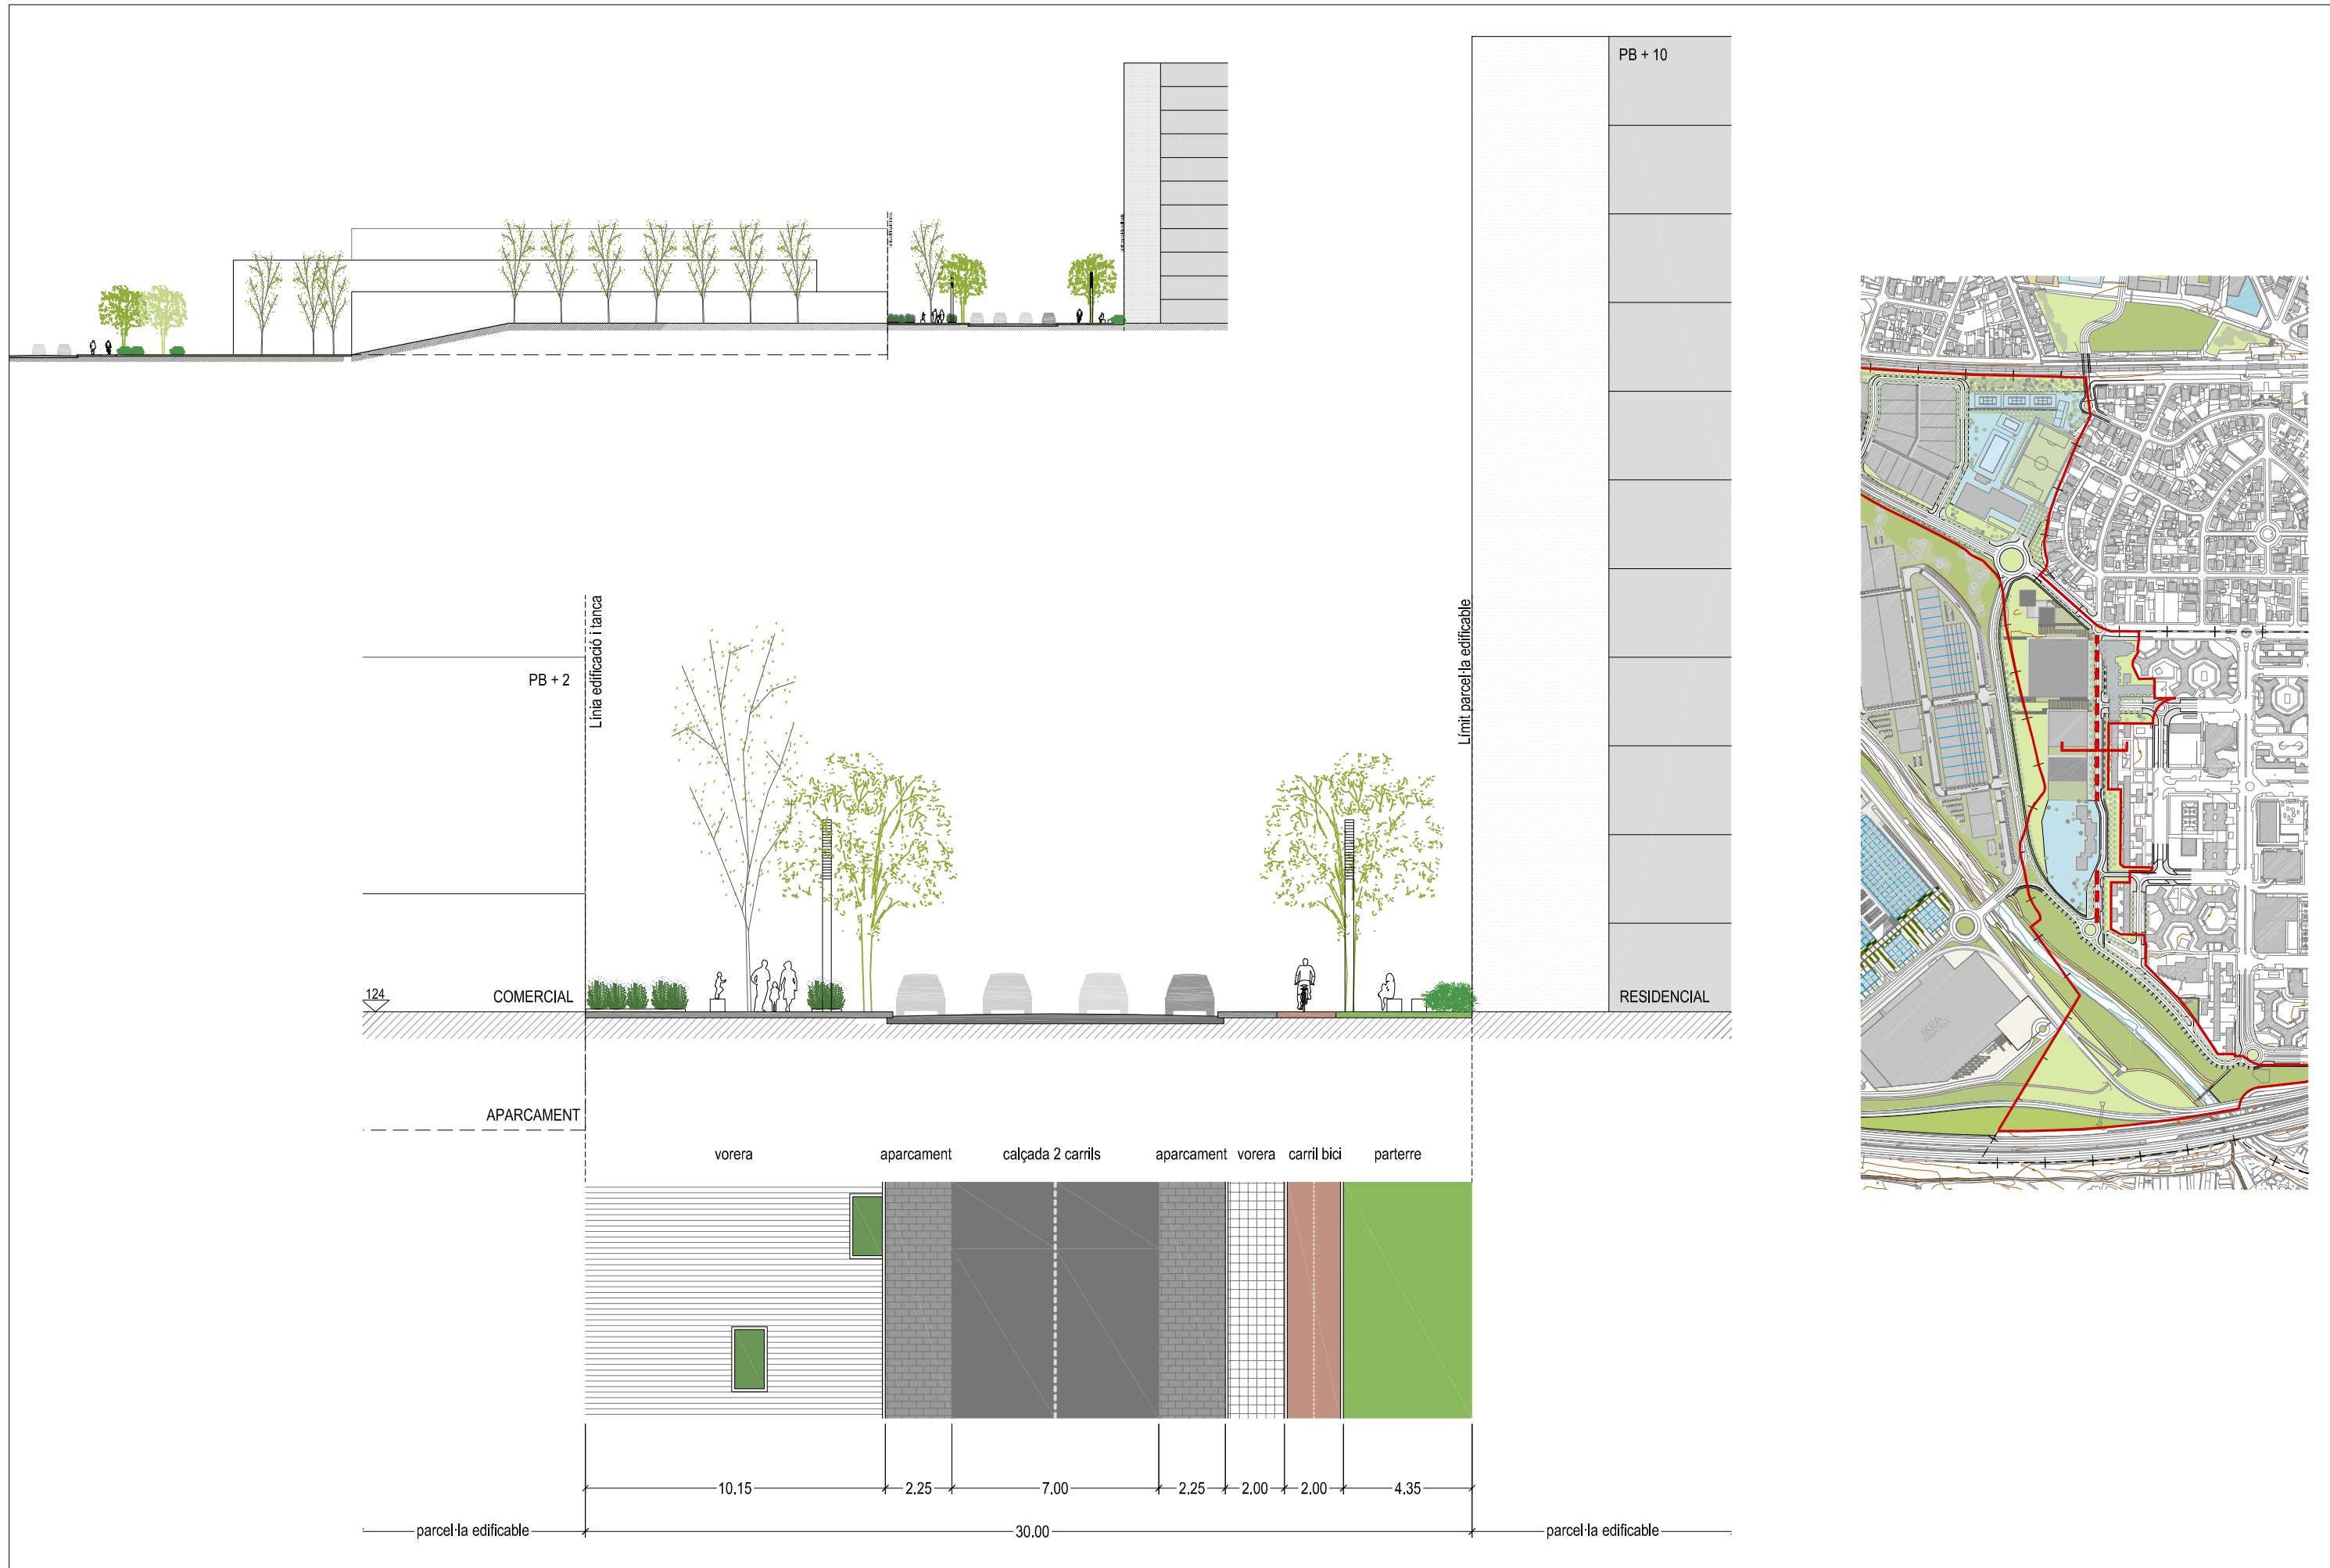 PB + 10
Línia edificació i tanca
Límit parcel·la edificable
PB + 2
124
COMERCIAL
RESIDENCIAL
APARCAMENT
vorera
aparcament
calçada 2 carrils
aparcament
vorera
carril bici
parterre
10.15
2.25
7.00
2.25
2.00
2.00
4.35
parcel·la edificable
30.00
parcel·la edificable
IKEA